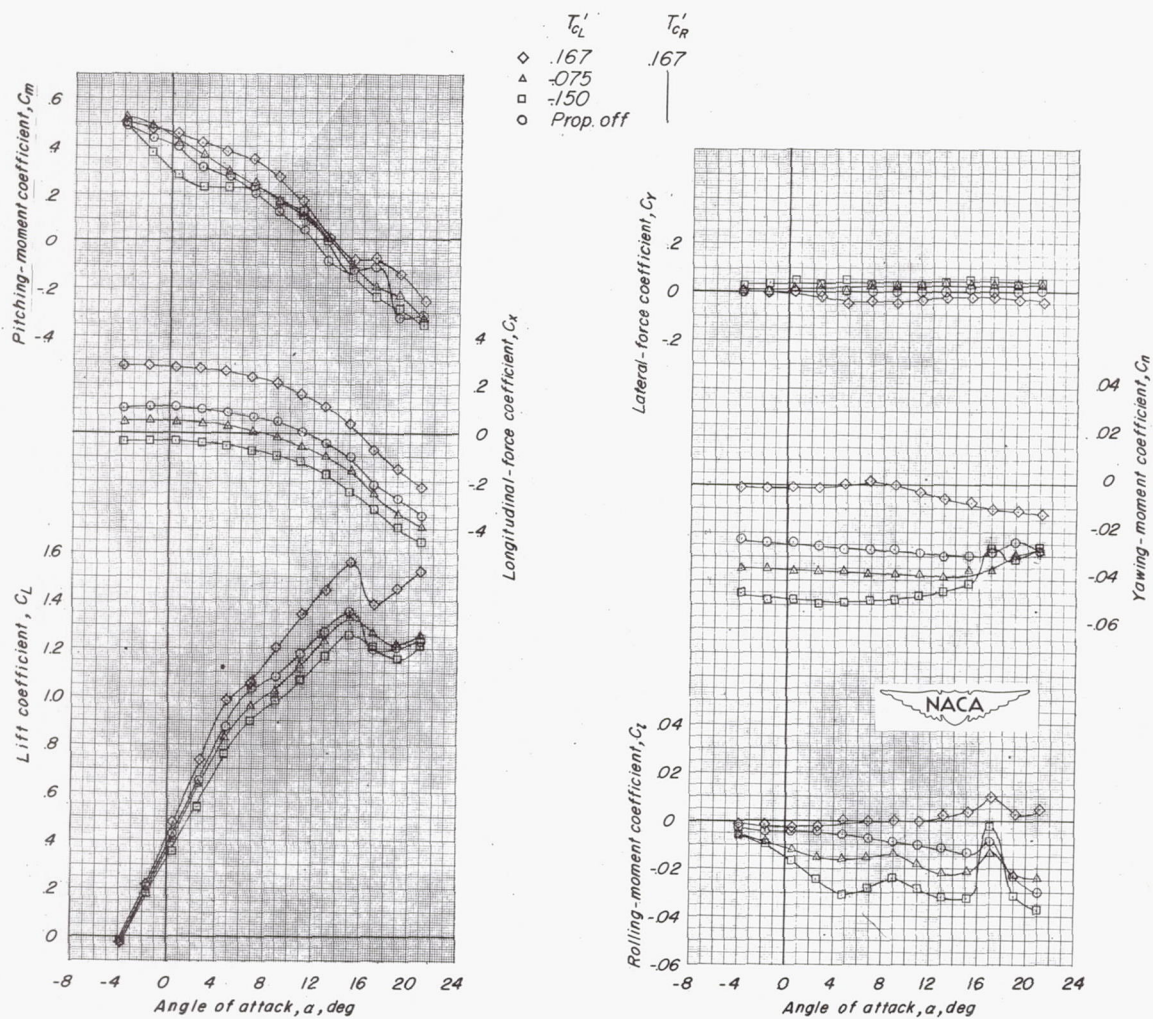 T'CL T'CR
◇ .167 .167
△ -.075
□ -.150
○ Prop. off
Pitching-moment coefficient, Cm
.6
.4
.2
0
-.2
-.4
Longitudinal-force coefficient, Cx
.4
.2
0
-.2
-.4
Lift coefficient, CL
1.6
1.4
1.2
1.0
.8
.6
.4
.2
0
-8 -4 0 4 8 12 16 20 24
Angle of attack, α, deg
Lateral-force coefficient, CY
.2
0
-.2
Yawing-moment coefficient, Cn
.04
.02
0
-.02
-.04
-.06
NACA
Rolling-moment coefficient, Cl
.04
.02
0
-.02
-.04
-.06
-8 -4 0 4 8 12 16 20 24
Angle of attack, α, deg